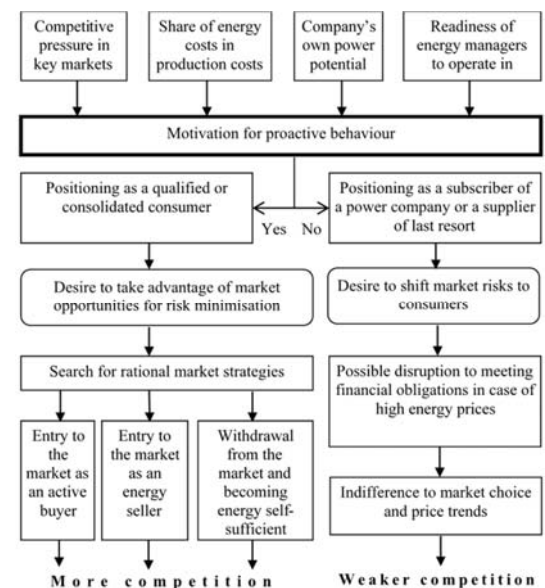 Competitive
pressure in
key markets
Share of energy
costs in
production costs
Company's
own power
potential
Readiness of
energy managers
to operate in
Motivation for proactive behaviour
Positioning as a qualified or
consolidated consumer
Yes No
Positioning as a subscriber of
a power company or a supplier
of last resort
Desire to take advantage of market
opportunities for risk minimisation
Desire to shift market risks to
consumers
Search for rational market strategies
Possible disruption to meeting
financial obligations in case of
high energy prices
Entry to
the
market as
an active
buyer
Entry to
the market
as an
energy
seller
Withdrawal
from the
market and
becoming
energy self-
sufficient
Indifference to market choice
and price trends
More competition
Weaker competition